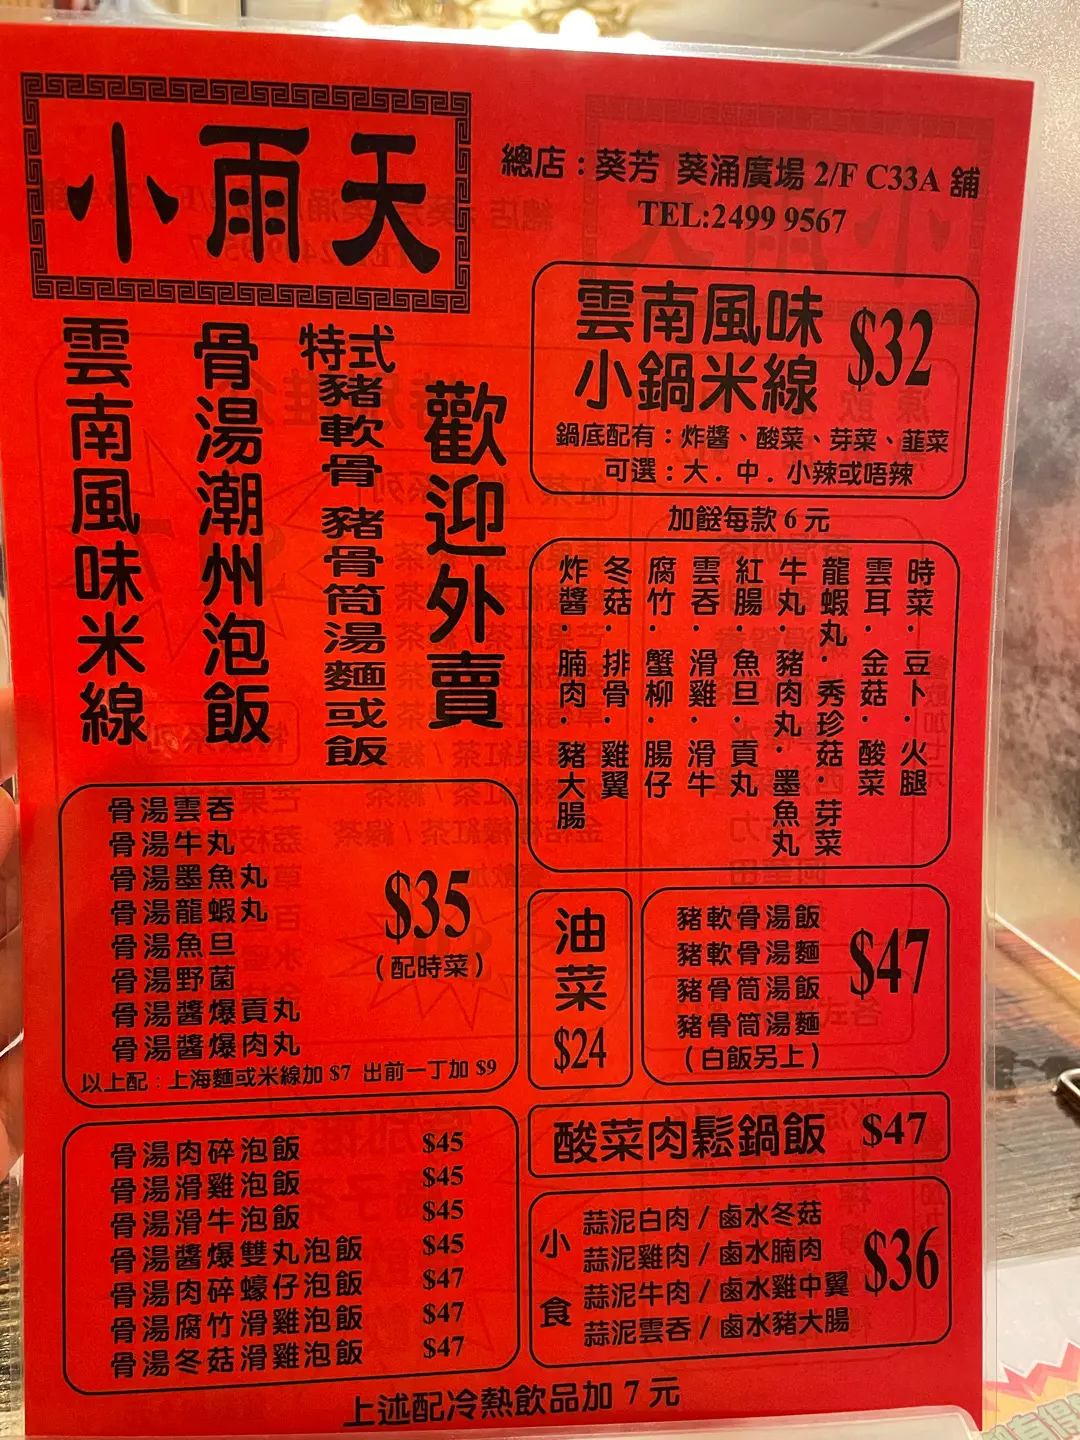 小雨天
總店：葵芳 葵涌廣場 2/F C33A 舖
TEL:2499 9567
雲南風味米線
骨湯潮州泡飯
特式豬軟骨 豬骨筒湯麵或飯
歡迎外賣
雲南風味
小鍋米線
$32
鍋底配有：炸醬、酸菜、芽菜、韮菜
可選：大．中．小辣或唔辣
加餸每款 6 元
時菜．豆卜．火腿
雲耳．金菇．酸菜
龍蝦丸．秀珍菇．芽菜
牛丸．豬肉丸．墨魚丸
紅腸．魚旦．貢丸
雲吞．滑雞．滑牛
腐竹．蟹柳．腸仔
冬菇．排骨．雞翼
炸醬．腩肉．豬大腸
骨湯雲吞
骨湯牛丸
骨湯墨魚丸
骨湯龍蝦丸
骨湯魚旦
骨湯野菌
骨湯醬爆貢丸
骨湯醬爆肉丸
$35
（配時菜）
以上配：上海麵或米線加 $7 出前一丁加 $9
油菜
$24
豬軟骨湯飯
豬軟骨湯麵
豬骨筒湯飯
豬骨筒湯麵
（白飯另上）
$47
骨湯肉碎泡飯 $45
骨湯滑雞泡飯 $45
骨湯滑牛泡飯 $45
骨湯醬爆雙丸泡飯 $45
骨湯肉碎蠔仔泡飯 $47
骨湯腐竹滑雞泡飯 $47
骨湯冬菇滑雞泡飯 $47
酸菜肉鬆鍋飯 $47
小食
蒜泥白肉 / 鹵水冬菇
蒜泥雞肉 / 鹵水腩肉
蒜泥牛肉 / 鹵水雞中翼
蒜泥雲吞 / 鹵水豬大腸
$36
上述配冷熱飲品加 7 元